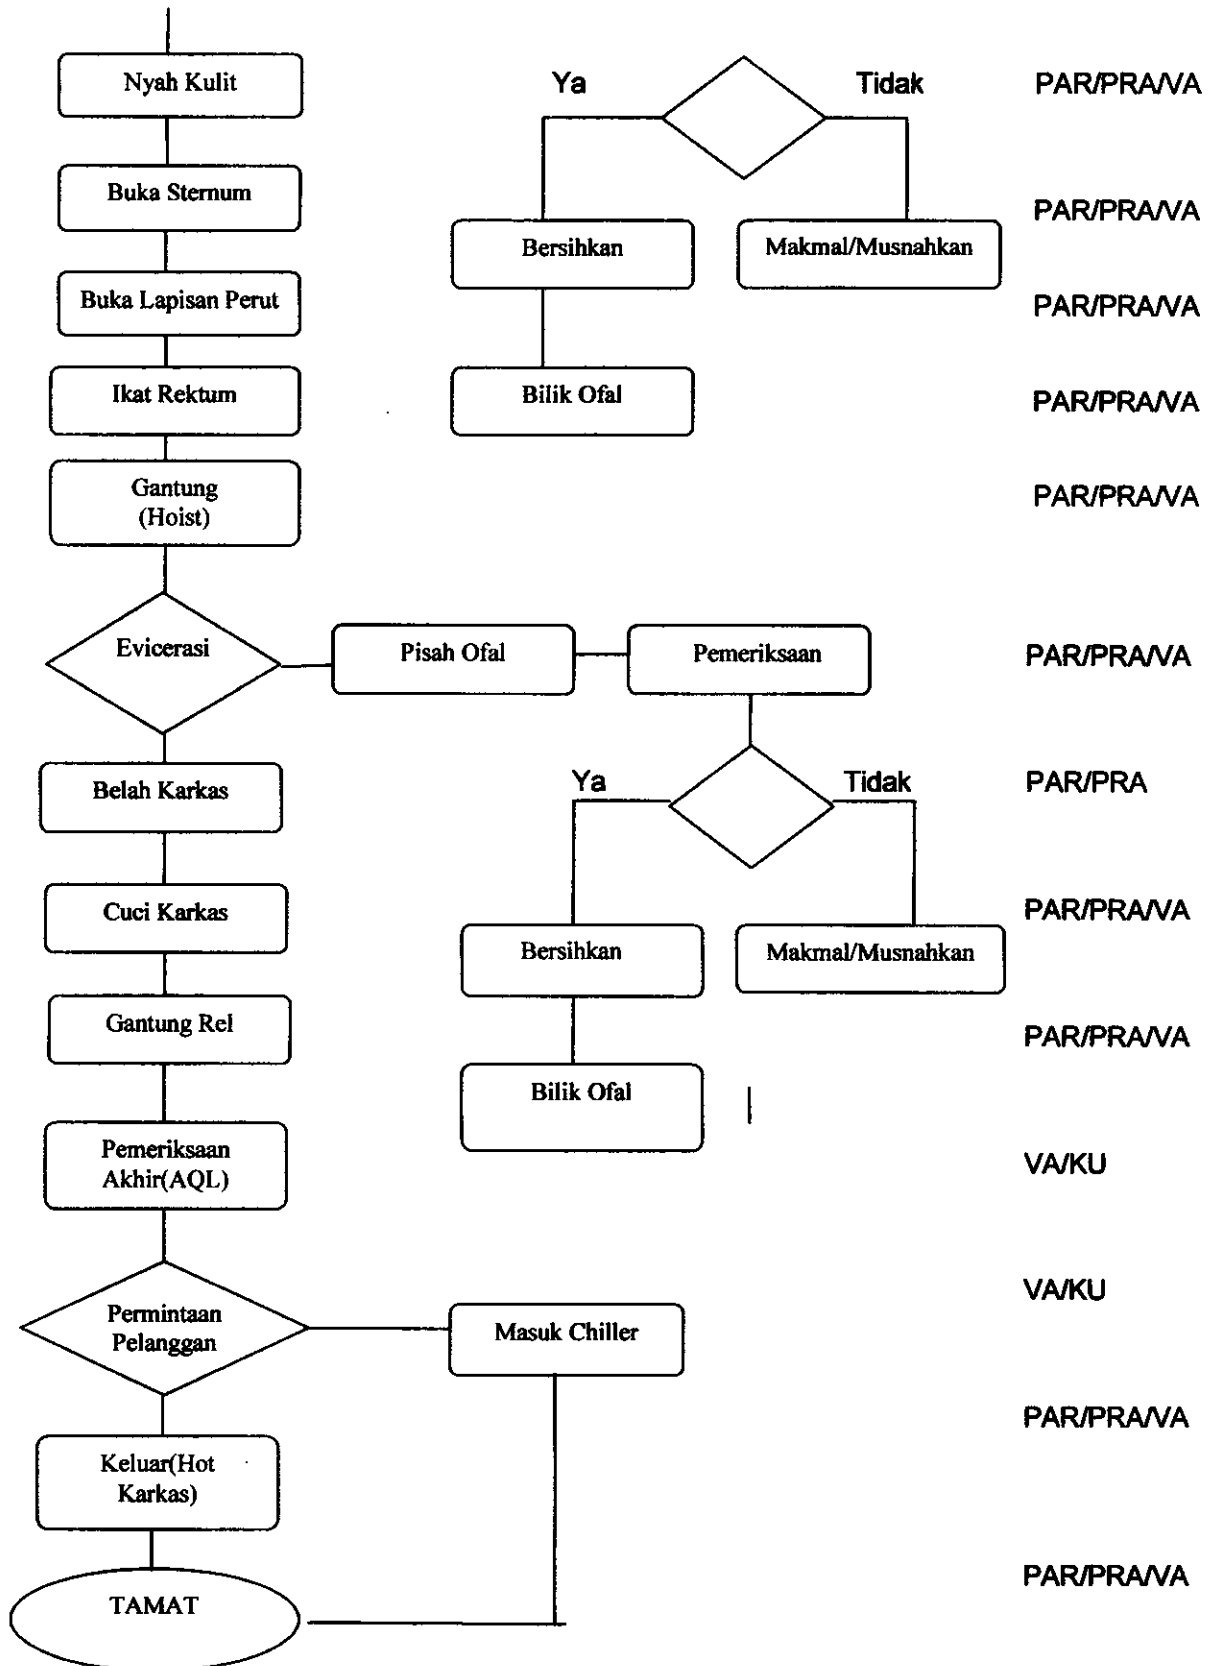 Nyah Kulit
Ya
Tidak
PAR/PRA/VA
Buka Sternum
Bersihkan
Makmal/Musnahkan
PAR/PRA/VA
Buka Lapisan Perut
PAR/PRA/VA
Ikat Rektum
Bilik Ofal
PAR/PRA/VA
Gantung
(Hoist)
PAR/PRA/VA
Evicerasi
Pisah Ofal
Pemeriksaan
PAR/PRA/VA
Belah Karkas
Ya
Tidak
PAR/PRA
Cuci Karkas
Bersihkan
Makmal/Musnahkan
PAR/PRA/VA
Gantung Rel
Bilik Ofal
PAR/PRA/VA
Pemeriksaan
Akhir(AQL)
VA/KU
Permintaan
Pelanggan
Masuk Chiller
VA/KU
Keluar(Hot
Karkas)
PAR/PRA/VA
TAMAT
PAR/PRA/VA